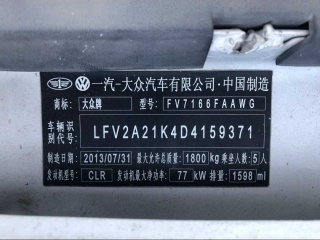 一汽-大众汽车有限公司·中国制造
商标: 大众牌 型号: FV7166FAAWG
车辆识别代号: LFV2A21K4D4159371
制造日期: 2013/07/31 最大允许总质量: 1800 kg 乘坐人数: 5人
发动机型号: CLR 发动机最大净功率: 77 kW 排量: 1598 ml